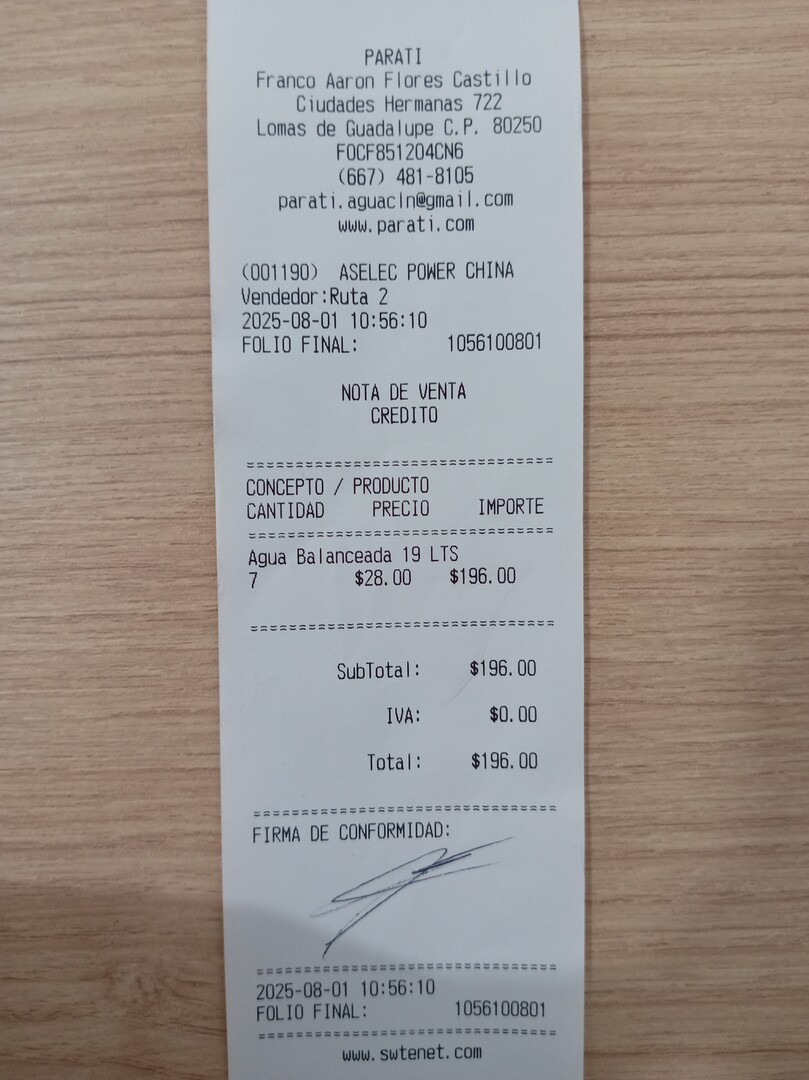 PARATI
Franco Aaron Flores Castillo
Ciudades Hermanas 722
Lomas de Guadalupe C.P. 80250
FOCF851204CN6
(667) 481-8105
parati.aguacln@gmail.com
www.parati.com
(001190) ASELEC POWER CHINA
Vendedor:Ruta 2
2025-08-01 10:56:10
FOLIO FINAL: 1056100801
NOTA DE VENTA
CREDITO
================================
CONCEPTO / PRODUCTO
CANTIDAD PRECIO IMPORTE
================================
Agua Balanceada 19 LTS
7 $28.00 $196.00
================================
SubTotal: $196.00
IVA: $0.00
Total: $196.00
================================
FIRMA DE CONFORMIDAD:
================================
2025-08-01 10:56:10
FOLIO FINAL: 1056100801
================================
www.swtenet.com